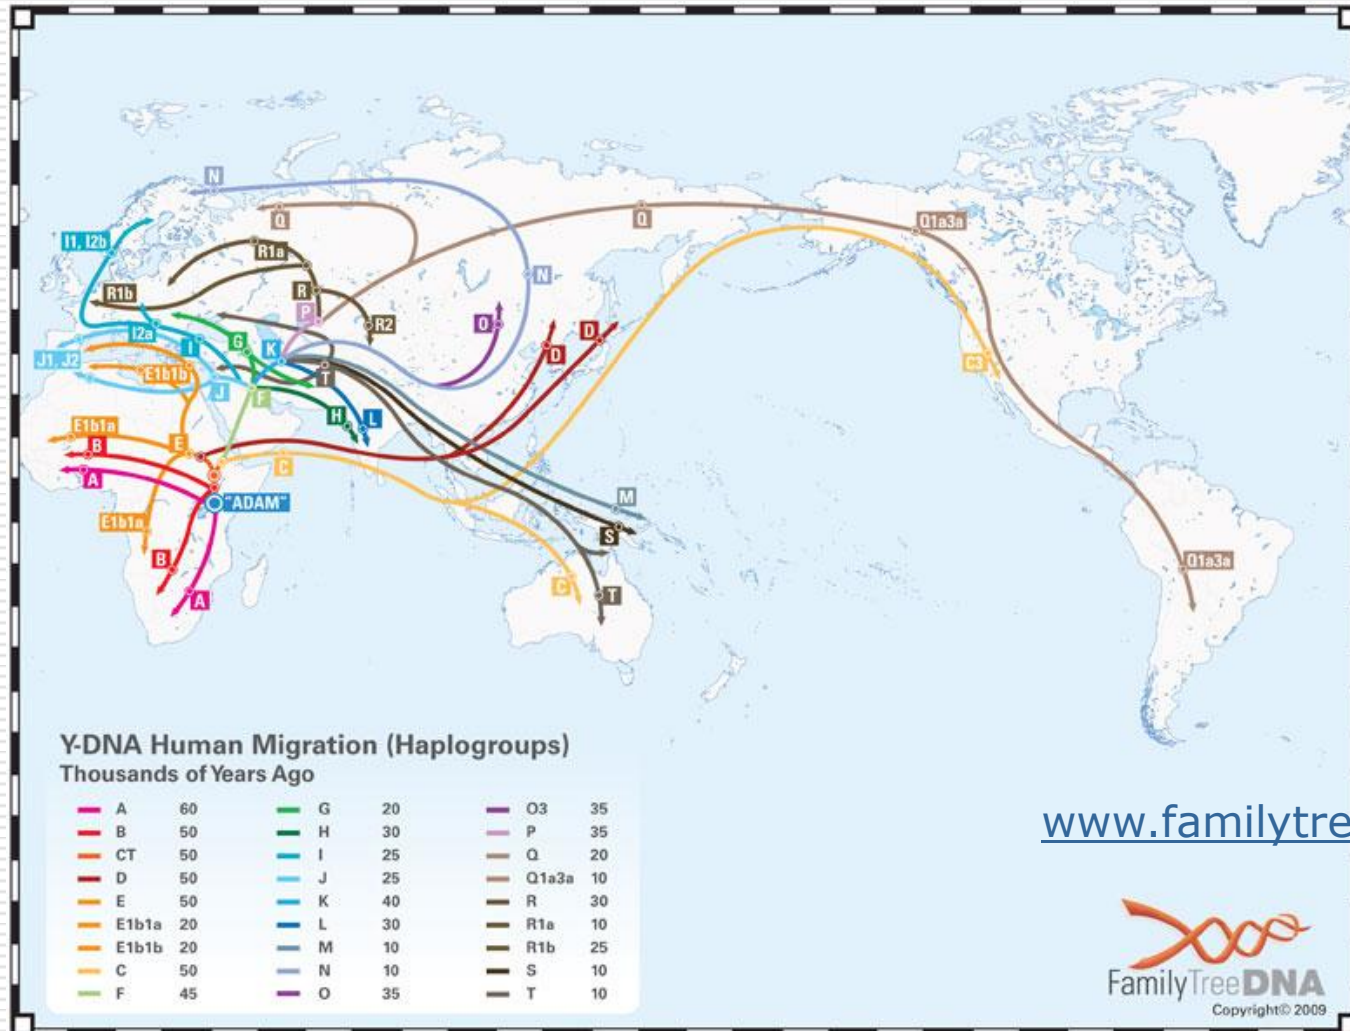 N
Q
Q
Q1a3a
I1, I2b
R1a
N
R1b
R
P
R2
O
I2a
G
K
D
D
I
J1, J2
E1b1b
T
C3
J
F
H
L
E1b1a
E
B
C
A
"ADAM"
M
E1b1a
S
B
Q1a3a
C
T
A
Y-DNA Human Migration (Haplogroups)
Thousands of Years Ago
A 60 G 20 O3 35
B 50 H 30 P 35
CT 50 I 25 Q 20
D 50 J 25 Q1a3a 10
E 50 K 40 R 30
E1b1a 20 L 30 R1a 10
E1b1b 20 M 10 R1b 25
C 50 N 10 S 10
F 45 O 35 T 10
www.familytre
FamilyTreeDNA
Copyright© 2009